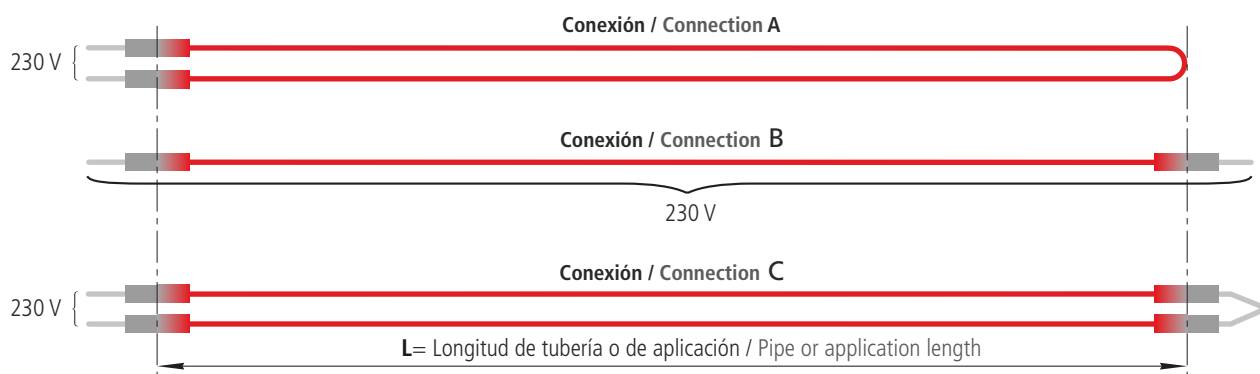 Conexión / Connection A
230 V
Conexión / Connection B
230 V
Conexión / Connection C
230 V
L= Longitud de tubería o de aplicación / Pipe or application length